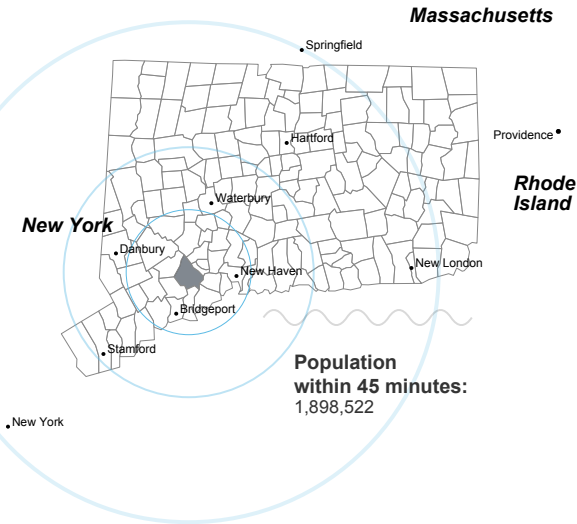 Massachusetts
Springfield
Hartford
Providence
Rhode
Island
Waterbury
New York
Danbury
New Haven
New London
Bridgeport
Stamford
Population
within 45 minutes:
1,898,522
New York